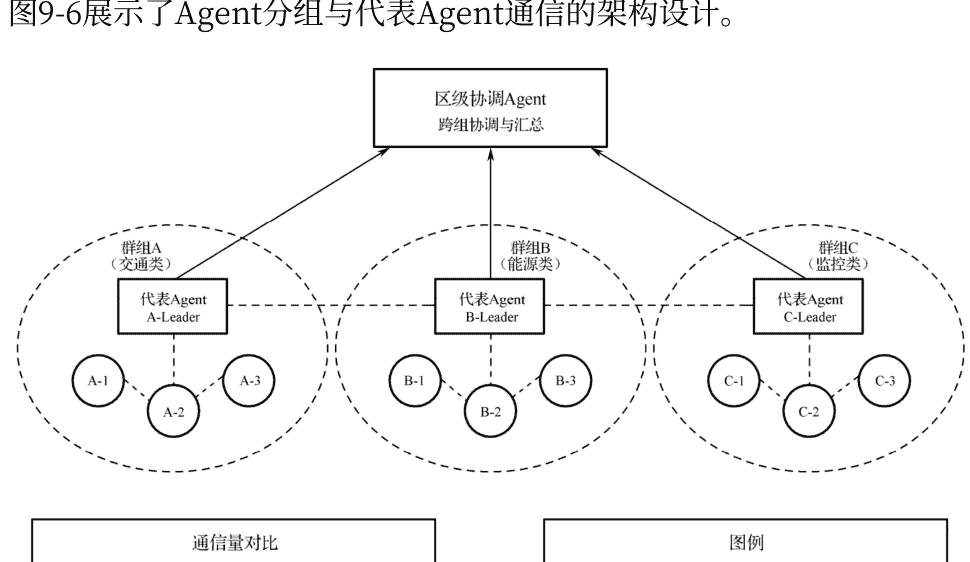 图9-6展示了Agent分组与代表Agent通信的架构设计。
区级协调Agent
跨组协调与汇总
群组A
（交通类）
群组B
（能源类）
群组C
（监控类）
代表Agent
A-Leader
代表Agent
B-Leader
代表Agent
C-Leader
A-1
A-2
A-3
B-1
B-2
B-3
C-1
C-2
C-3
通信量对比
图例